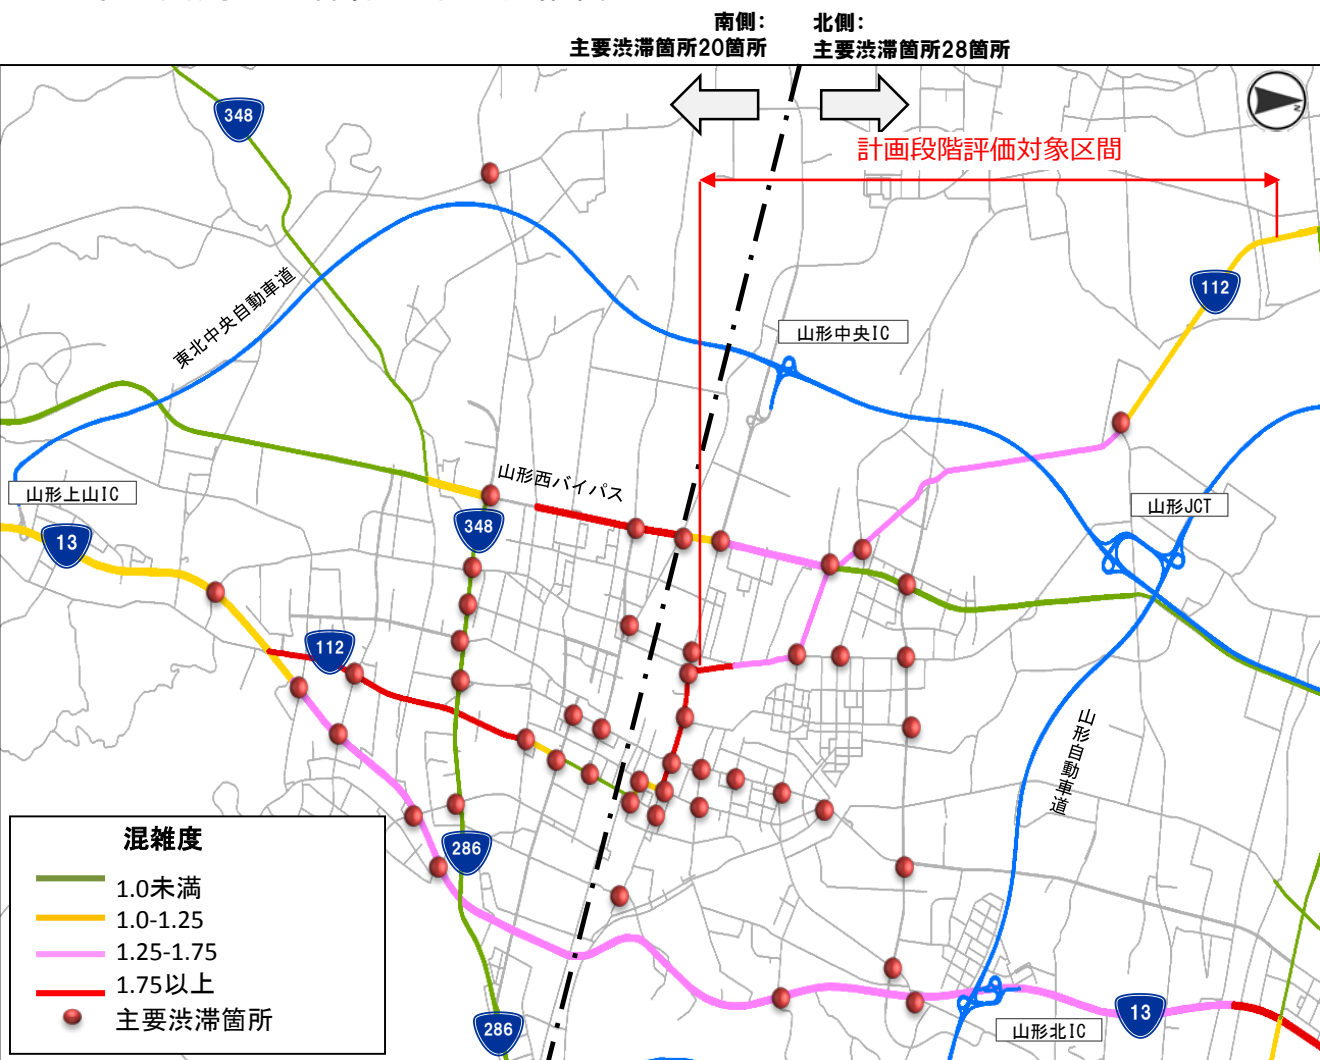 南側：
主要渋滞箇所20箇所
北側：
主要渋滞箇所28箇所
N
計画段階評価対象区間
348
112
東北中央自動車道
山形中央IC
山形上山IC
山形西バイパス
山形JCT
13
348
112
山形自動車道
286
286
山形北IC
13
混雑度
1.0未満
1.0-1.25
1.25-1.75
1.75以上
主要渋滞箇所